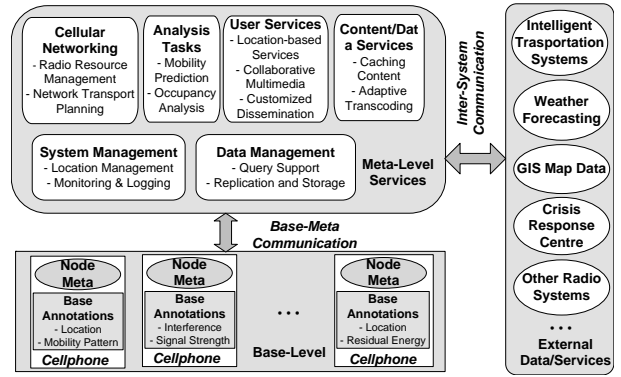 Cellular
Networking
- Radio Resource
Management
- Network Transport
Planning
Analysis
Tasks
- Mobility
Prediction
- Occupancy
Analysis
User Services
- Location-based
Services
- Collaborative
Multimedia
- Customized
Dissemination
Content/Dat
a Services
- Caching
Content
- Adaptive
Transcoding
System Management
- Location Management
- Monitoring & Logging
Data Management
- Query Support
- Replication and Storage
Meta-Level
Services
Inter-System
Communication
Base-Meta
Communication
Node
Meta
Base
Annotations
- Location
- Mobility Pattern
Cellphone
Node
Meta
Base
Annotations
- Interference
- Signal Strength
Cellphone
...
Base-Level
Node
Meta
Base
Annotations
- Location
- Residual Energy
Cellphone
Intelligent
Trasportation
Systems
Weather
Forecasting
GIS Map Data
Crisis
Response
Centre
Other Radio
Systems
...
External
Data/Services